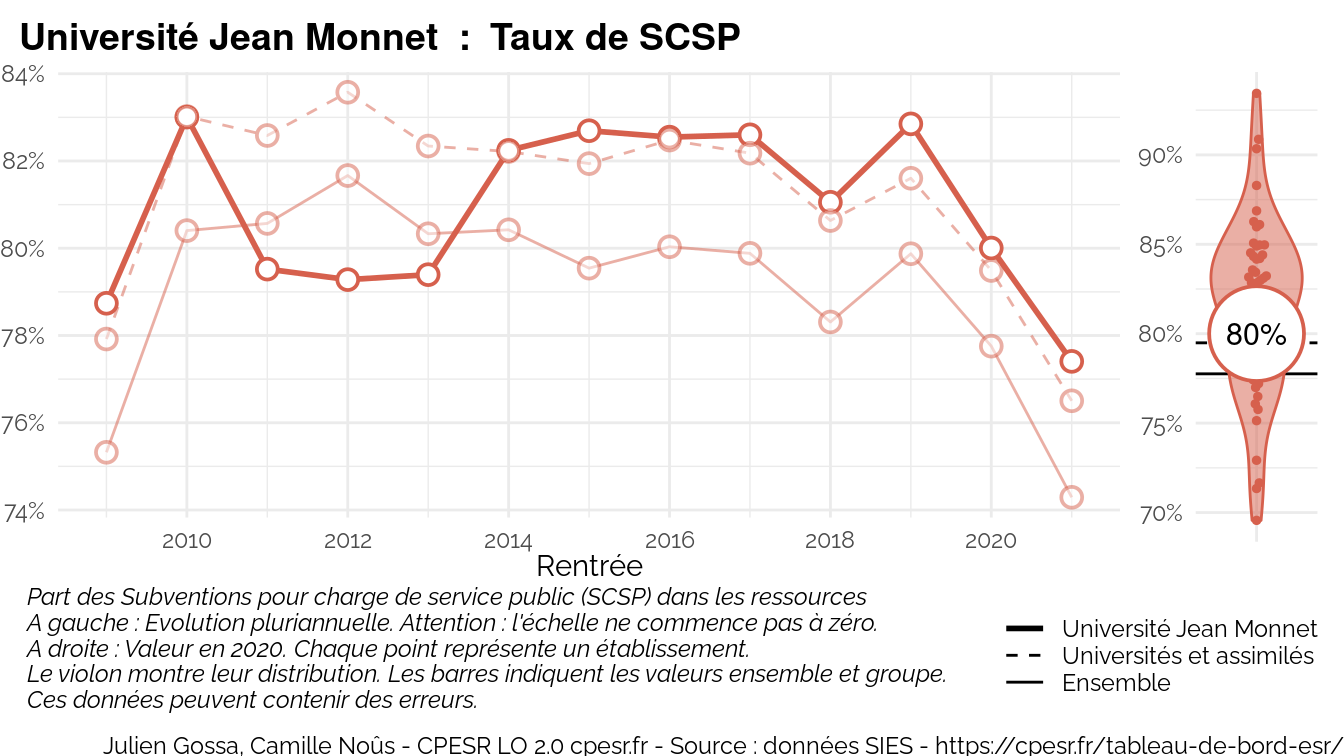 Université Jean Monnet : Taux de SCSP
84%
82%
80%
78%
76%
74%
2010 2012 2014 2016 2018 2020
Rentrée
90%
85%
80%
75%
70%
80%
Part des Subventions pour charge de service public (SCSP) dans les ressources
A gauche : Evolution pluriannuelle. Attention : l'échelle ne commence pas à zéro.
A droite : Valeur en 2020. Chaque point représente un établissement.
Le violon montre leur distribution. Les barres indiquent les valeurs ensemble et groupe.
Ces données peuvent contenir des erreurs.
Université Jean Monnet
Universités et assimilés
Ensemble
Julien Gossa, Camille Noûs - CPESR LO 2.0 cpesr.fr - Source : données SIES - https://cpesr.fr/tableau-de-bord-esr/